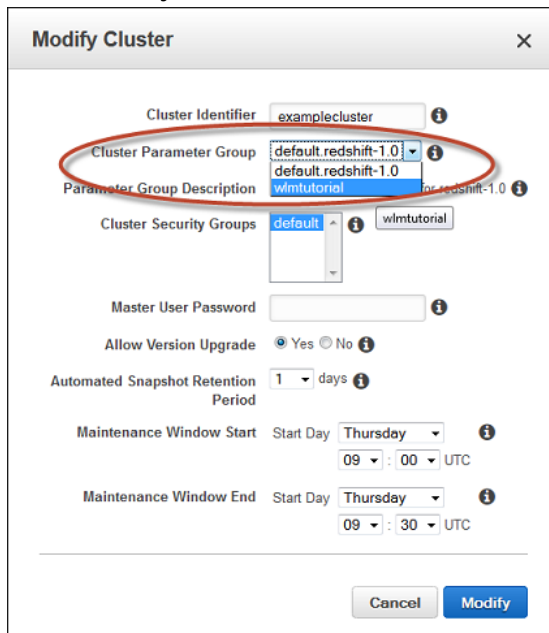 Modify Cluster
Cluster Identifier examplecluster
Cluster Parameter Group default.redshift-1.0
default.redshift-1.0
Parameter Group Description wlmtutorial for redshift-1.0
Cluster Security Groups default wlmtutorial
Master User Password
Allow Version Upgrade Yes No
Automated Snapshot Retention 1 days
Period
Maintenance Window Start Start Day Thursday
09 : 00 UTC
Maintenance Window End Start Day Thursday
09 : 30 UTC
Cancel Modify